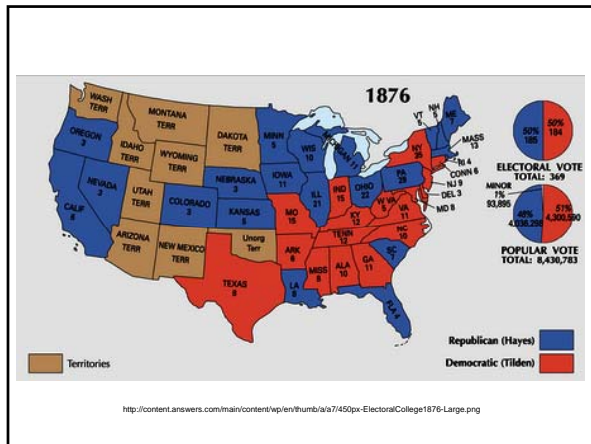 1876
WASH
TERR
OREGON
3
CALIF
6
NEVADA
3
IDAHO
TERR
MONTANA
TERR
WYOMING
TERR
UTAH
TERR
ARIZONA
TERR
COLORADO
3
NEW MEXICO
TERR
DAKOTA
TERR
NEBRASKA
3
KANSAS
5
Unorg
Terr
TEXAS
8
MINN
5
IOWA
11
MO
15
ARK
6
LA
8
WIS
10
ILL
21
MICHIGAN 11
IND
15
OHIO
22
KY
12
TENN
12
MISS
8
ALA
10
GA
11
FLA 4
SC
7
NC
10
VA
11
W VA
5
PA
29
NY
35
VT
5
NH
5
ME
7
MASS
13
RI 4
CONN 6
NJ 9
DEL 3
MD 8
50%
185
50%
184
ELECTORAL VOTE
TOTAL: 369
MINOR
1%
93,895
48%
4,036,298
51%
4,300,590
POPULAR VOTE
TOTAL: 8,430,783
Republican (Hayes)
Democratic (Tilden)
Territories
http://content.answers.com/main/content/wp/en/thumb/a/a7/450px-ElectoralCollege1876-Large.png